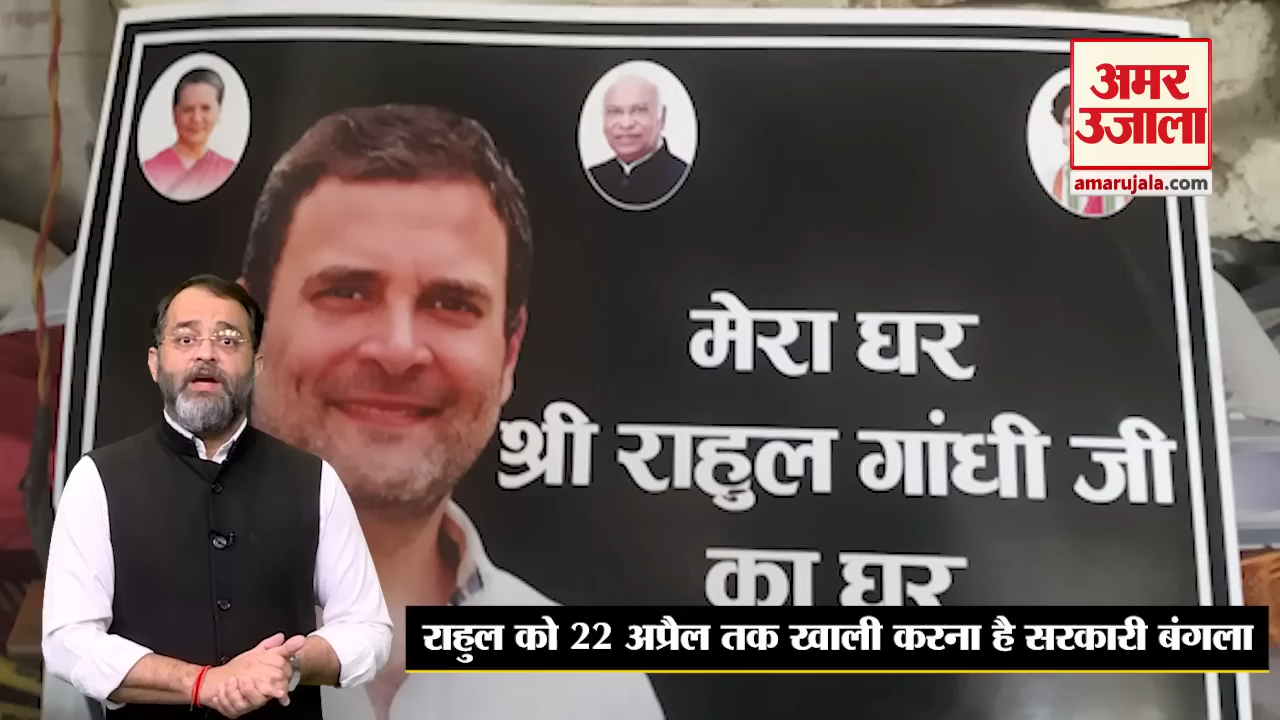 अमर
उजाला
amarujala.com
मेरा घर
श्री राहुल गांधी जी
का घर
राहुल को 22 अप्रैल तक खाली करना है सरकारी बंगला